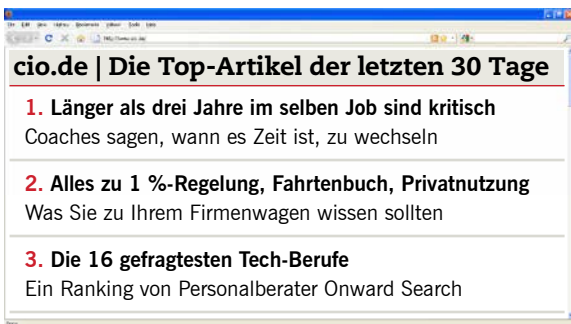 cio.de | Die Top-Artikel der letzten 30 Tage
1. Länger als drei Jahre im selben Job sind kritisch
Coaches sagen, wann es Zeit ist, zu wechseln
2. Alles zu 1 %-Regelung, Fahrtenbuch, Privatnutzung
Was Sie zu Ihrem Firmenwagen wissen sollten
3. Die 16 gefragtesten Tech-Berufe
Ein Ranking von Personalberater Onward Search